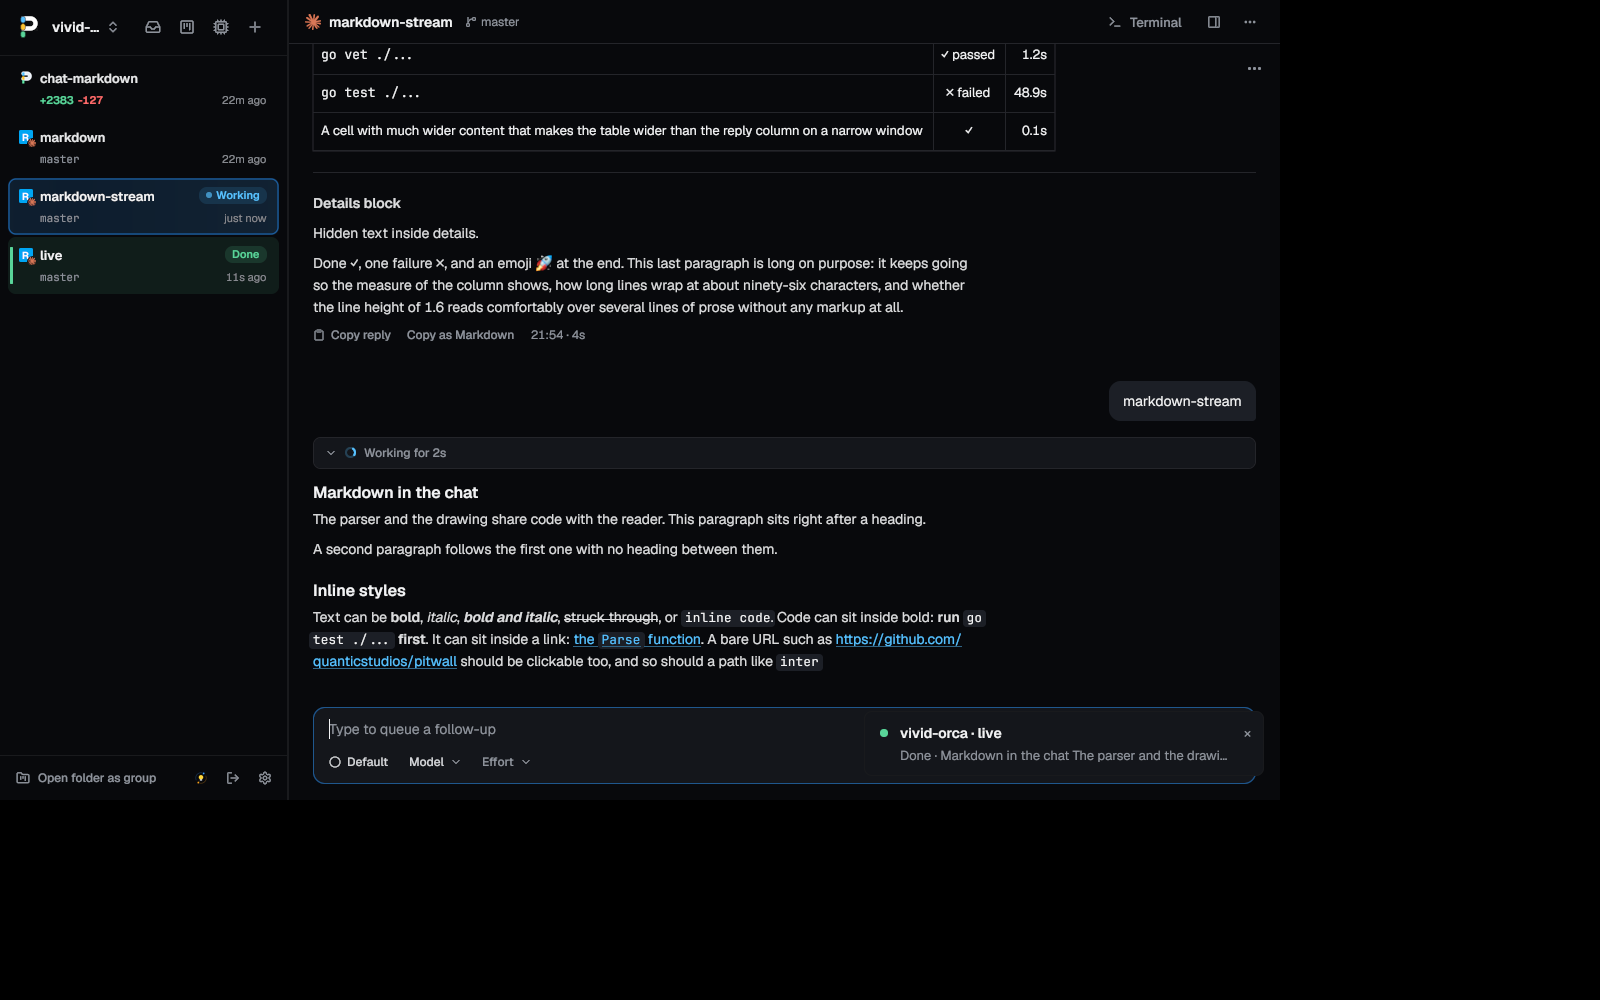 vivid-...
chat-markdown
+2383 -127
22m ago
markdown
master
22m ago
markdown-stream
Working
master
just now
live
Done
master
11s ago
Open folder as group
markdown-stream
master
Terminal
go vet ./...
✓ passed
1.2s
go test ./...
✕ failed
48.9s
A cell with much wider content that makes the table wider than the reply column on a narrow window
✓
0.1s
Details block
Hidden text inside details.
Done ✓, one failure ✕, and an emoji 🚀 at the end. This last paragraph is long on purpose: it keeps going
so the measure of the column shows, how long lines wrap at about ninety-six characters, and whether
the line height of 1.6 reads comfortably over several lines of prose without any markup at all.
Copy reply
Copy as Markdown
21:54 · 4s
markdown-stream
Working for 2s
Markdown in the chat
The parser and the drawing share code with the reader. This paragraph sits right after a heading.
A second paragraph follows the first one with no heading between them.
Inline styles
Text can be bold, italic, bold and italic, struck through, or inline code. Code can sit inside bold: run go
test ./... first. It can sit inside a link: the Parse function. A bare URL such as https://github.com/
quanticstudios/pitwall should be clickable too, and so should a path like inter
Type to queue a follow-up
Default
Model
Effort
vivid-orca · live
Done · Markdown in the chat The parser and the drawi...